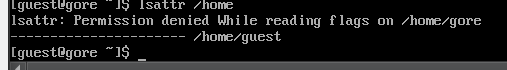 [guest@gore ~]$ lsattr /home
lsattr: Permission denied While reading flags on /home/gore
---------------------- /home/guest
[guest@gore ~]$ _